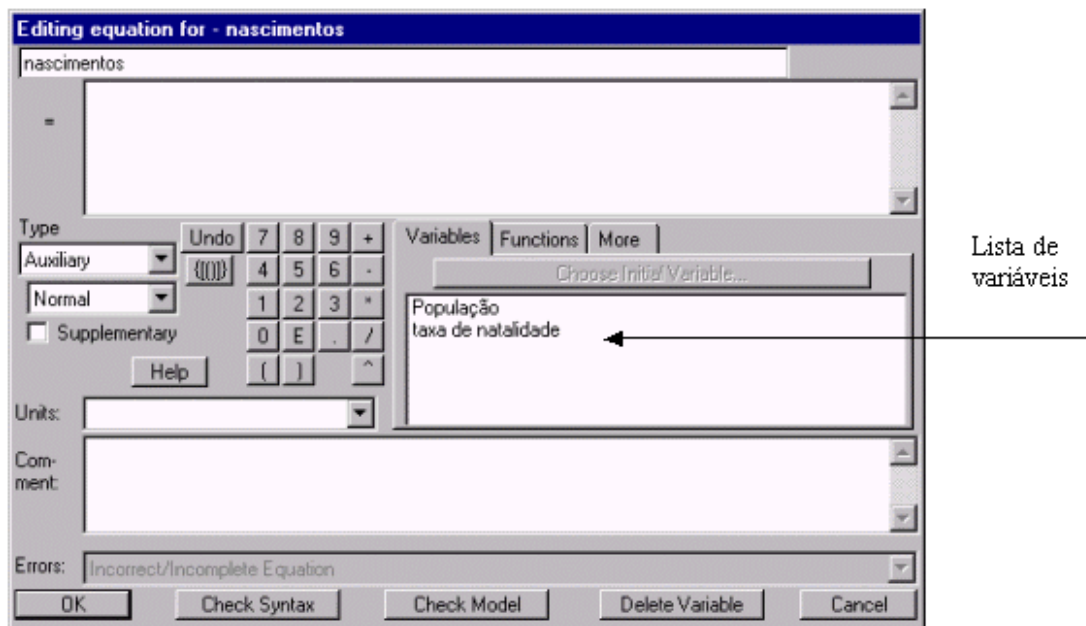 Editing equation for - nascimentos
nascimentos
=
Type
Auxiliary
Normal
Supplementary
Help
Undo 7 8 9 +
{[()]} 4 5 6 -
1 2 3 *
0 E . /
( ) ^
Variables Functions More
Choose Initial Variable...
População
taxa de natalidade
Lista de
variáveis
Units:
Com-
ment:
Errors: Incorrect/Incomplete Equation
OK Check Syntax Check Model Delete Variable Cancel